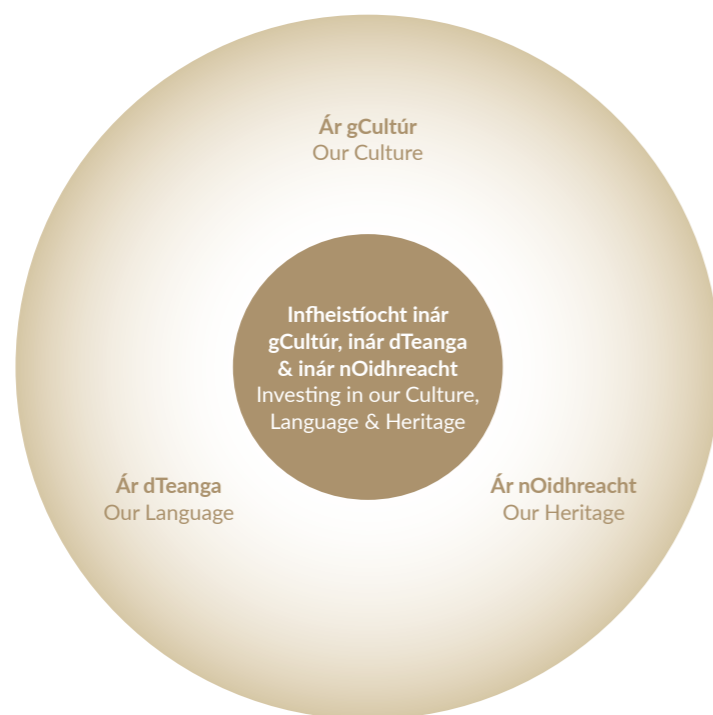 Ár gCultúr
Our Culture
Infheistíocht inár
gCultúr, inár dTeanga
& inár nOidhreacht
Investing in our Culture,
Language & Heritage
Ár dTeanga
Our Language
Ár nOidhreacht
Our Heritage